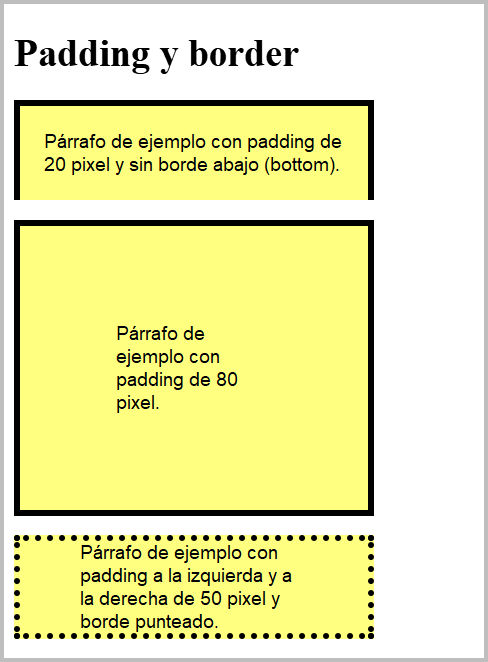 Padding y border
Párrafo de ejemplo con padding de
20 pixel y sin borde abajo (bottom).
Párrafo de
ejemplo con
padding de 80
pixel.
Párrafo de ejemplo con
padding a la izquierda y a
la derecha de 50 pixel y
borde punteado.